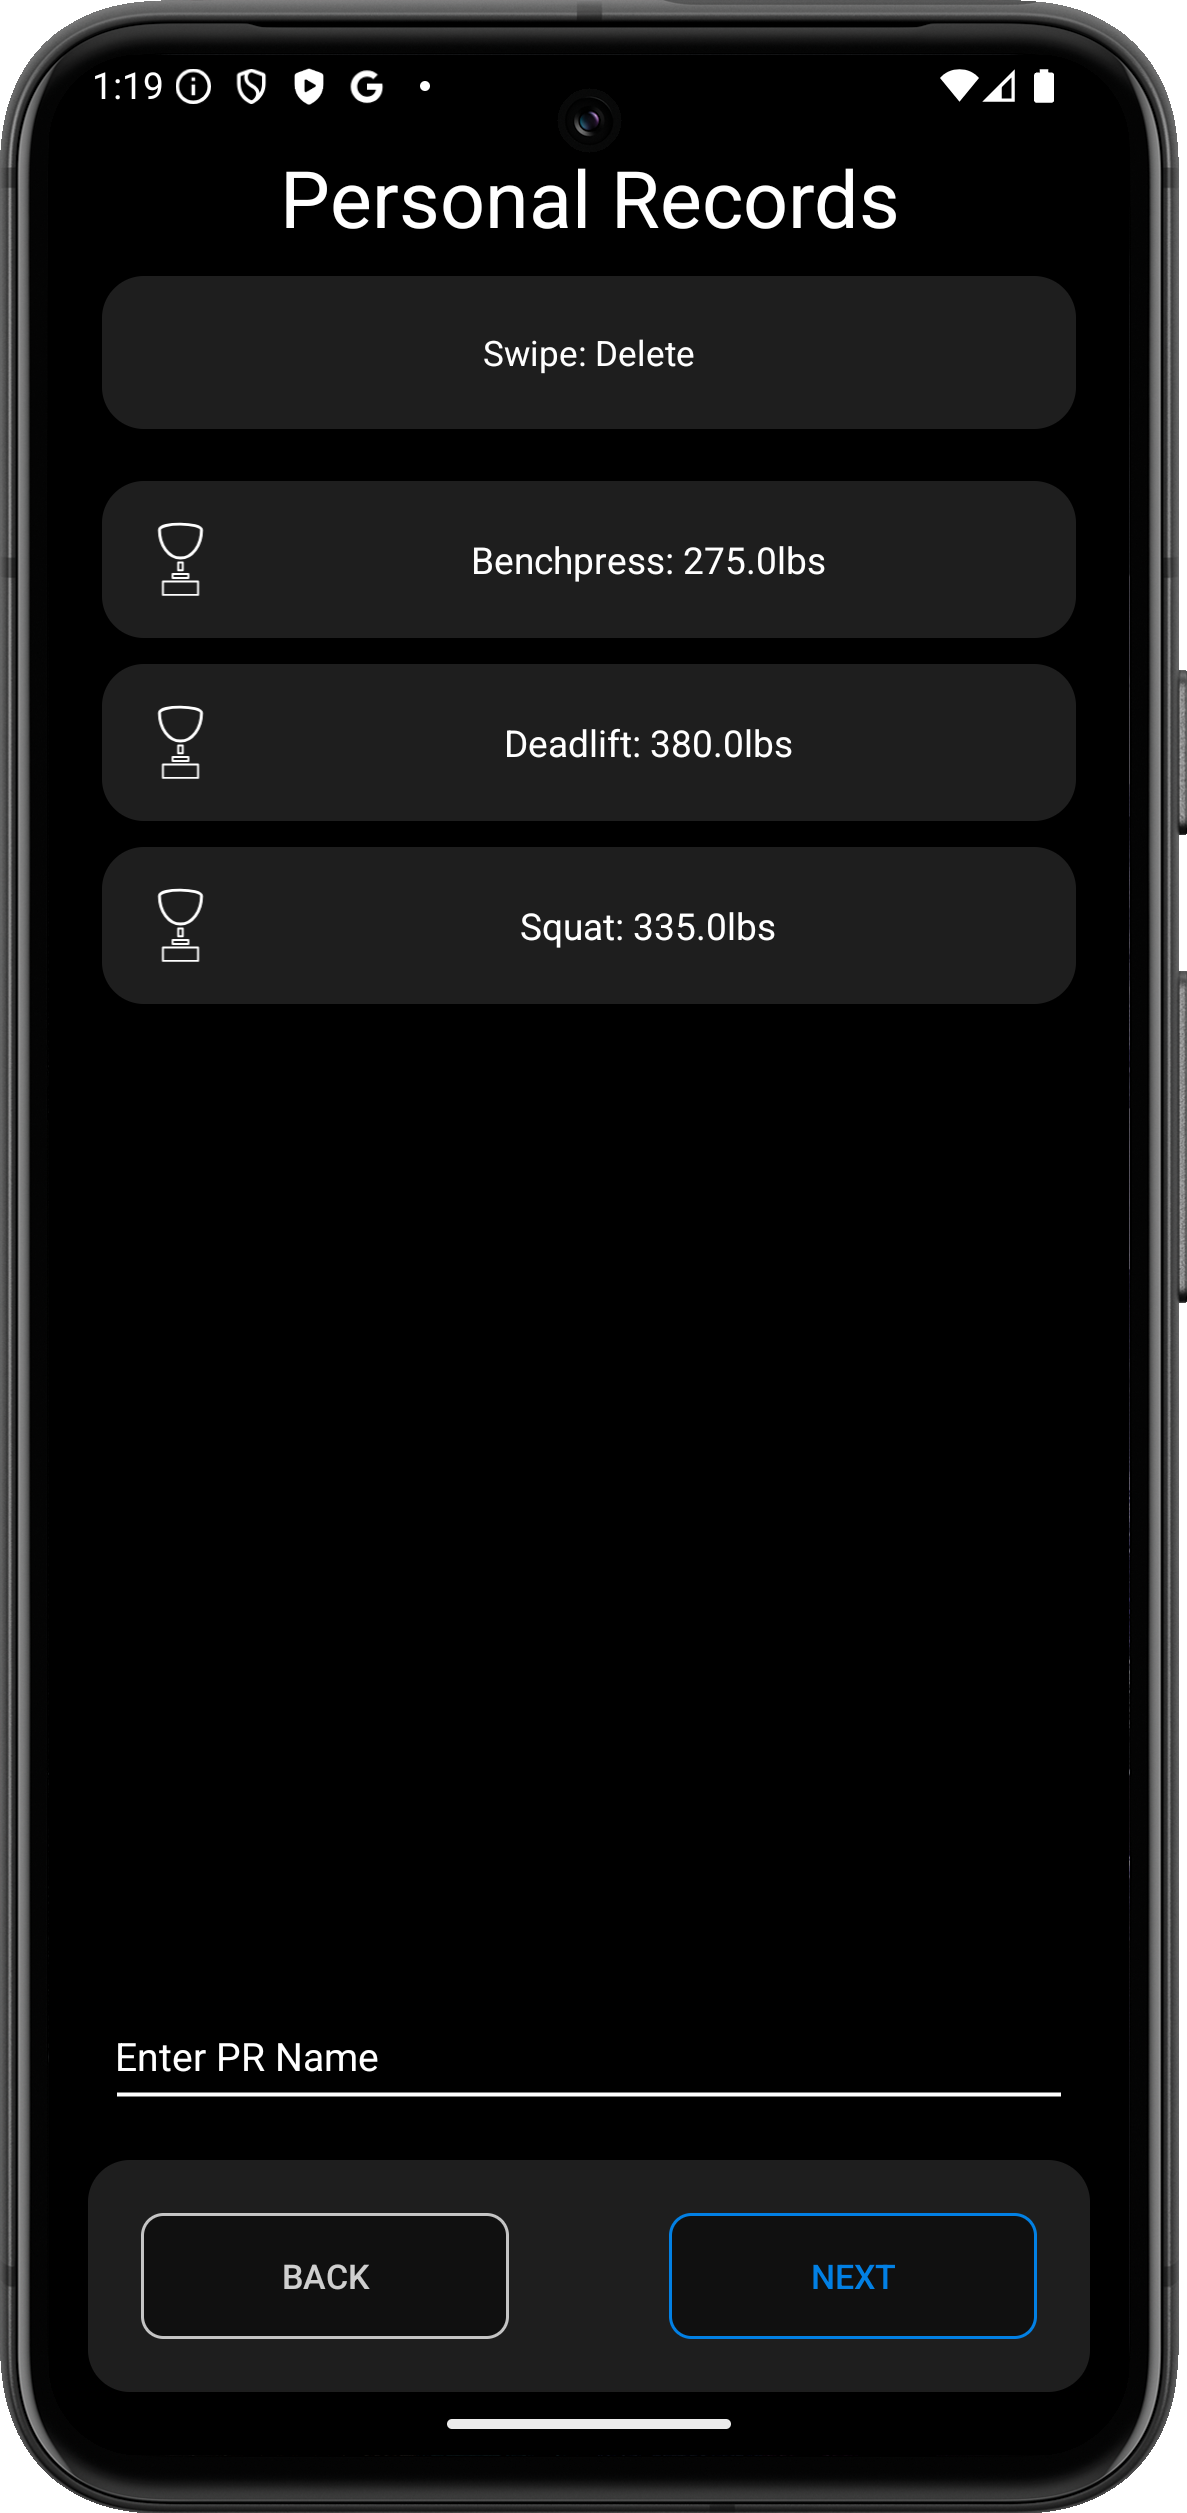 1:19
Personal Records
Swipe: Delete
Benchpress: 275.0lbs
Deadlift: 380.0lbs
Squat: 335.0lbs
Enter PR Name
BACK
NEXT